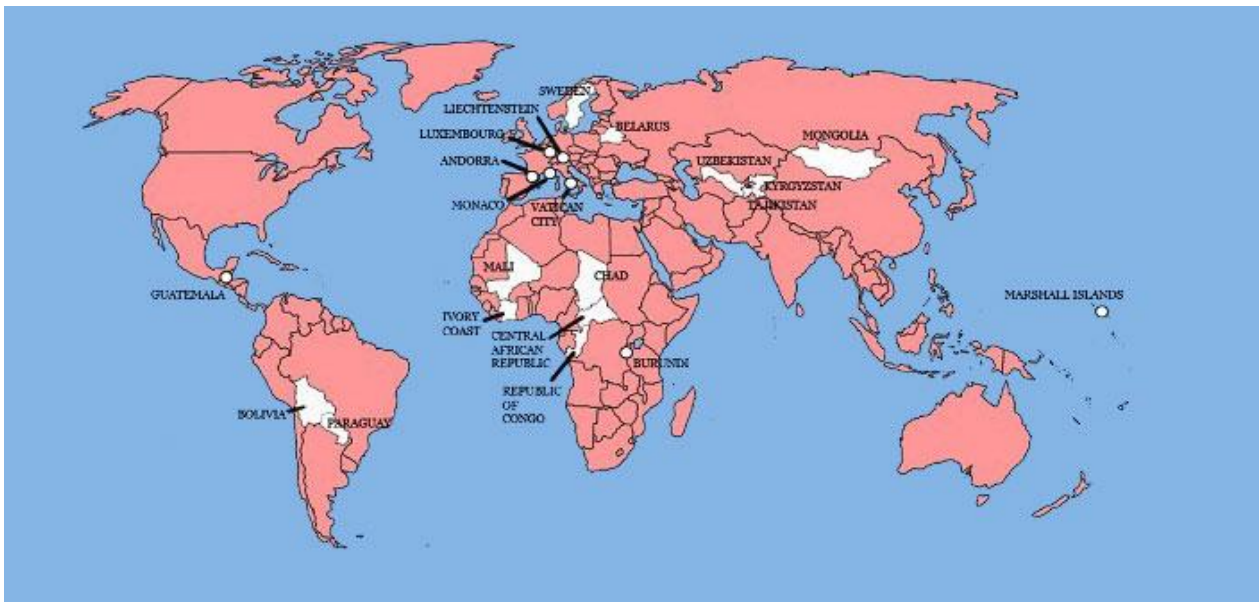 SWEDEN
LIECHTENSTEIN
LUXEMBOURG
BELARUS
MONGOLIA
ANDORRA
UZBEKISTAN
KYRGYZSTAN
MONACO
VATICAN
CITY
TAJIKISTAN
MALI
CHAD
GUATEMALA
MARSHALL ISLANDS
IVORY
COAST
CENTRAL
AFRICAN
REPUBLIC
BURUNDI
REPUBLIC
OF
CONGO
BOLIVIA
PARAGUAY